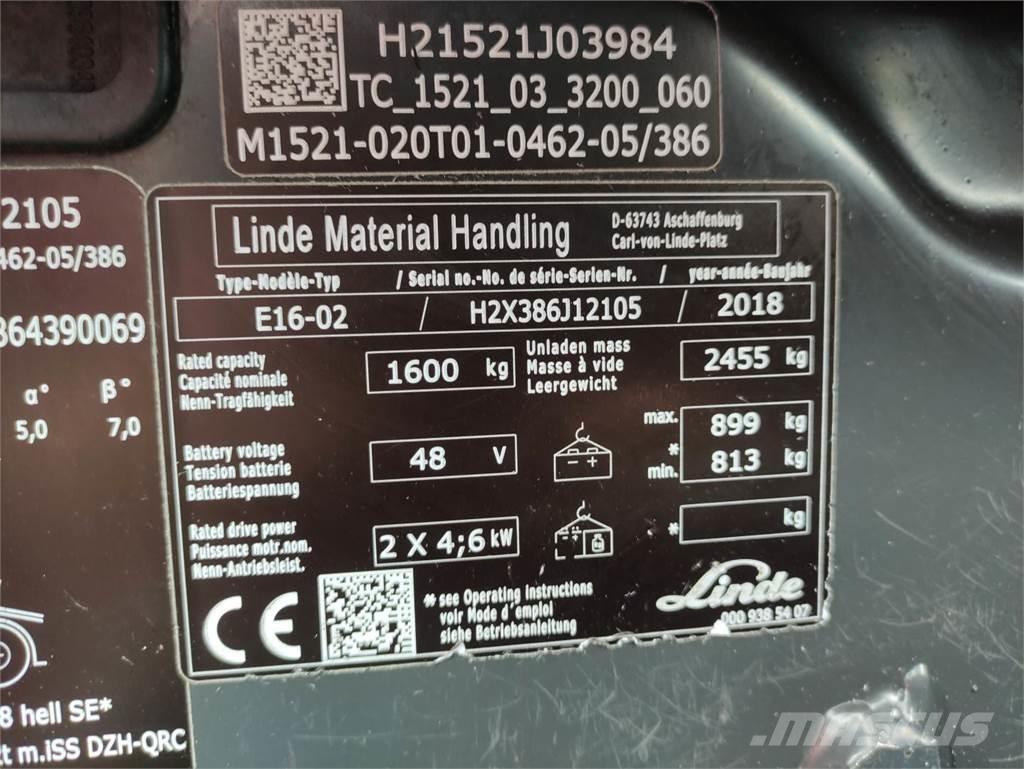 H21521J03984
TC_1521_03_3200_060
M1521-020T01-0462-05/386
2105
462-05/386
864390069
α° β°
5,0 7,0
8 hell SE*
m.iSS DZH-QRC
Linde Material Handling
D-63743 Aschaffenburg
Carl-von-Linde-Platz
Type-Modèle-Typ / Serial no.-No. de série-Serien-Nr. / year-année-Baujahr
E16-02 / H2X386J12105 / 2018
Rated capacity
Capacité nominale
Nenn-Tragfähigkeit
1600 kg
Unladen mass
Masse à vide
Leergewicht
2455 kg
Battery voltage
Tension batterie
Batteriespannung
48 V
- +
max. 899 kg
*
min. 813 kg
Rated drive power
Puissance motr.nom.
Nenn-Antriebsleist.
2 X 4;6 kW
kg
* kg
CE
* see Operating Instructions
voir Mode d'emploi
siehe Betriebsanleitung
Linde
000 938 54 07
MASCUS